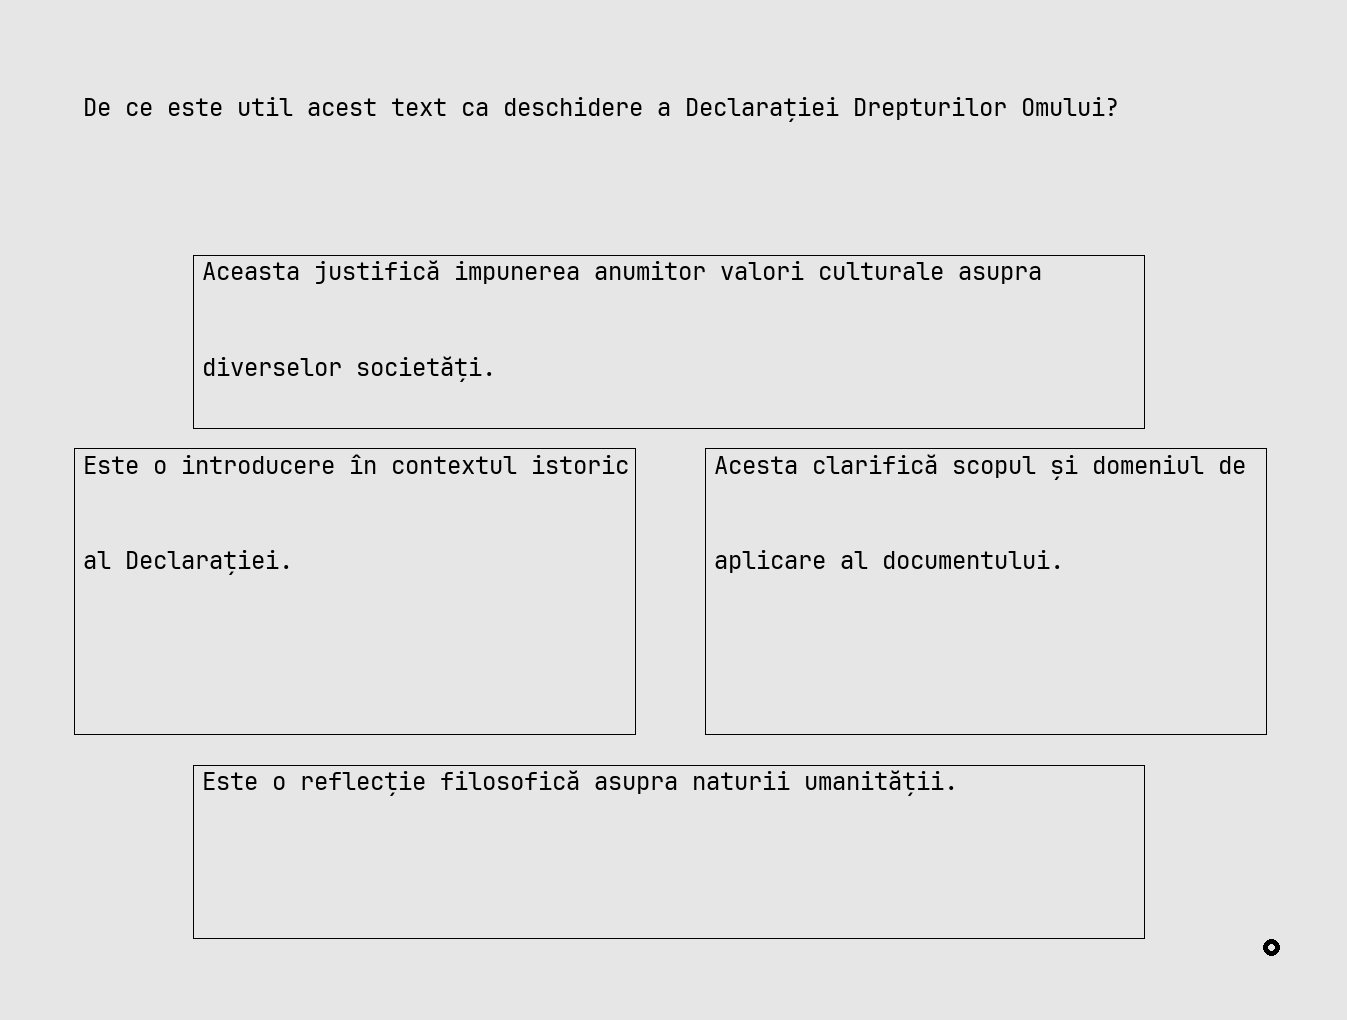 De ce este util acest text ca deschidere a Declarației Drepturilor Omului?
Aceasta justifică impunerea anumitor valori culturale asupra
diverselor societăți.
Este o introducere în contextul istoric
al Declarației.
Acesta clarifică scopul și domeniul de
aplicare al documentului.
Este o reflecție filosofică asupra naturii umanității.